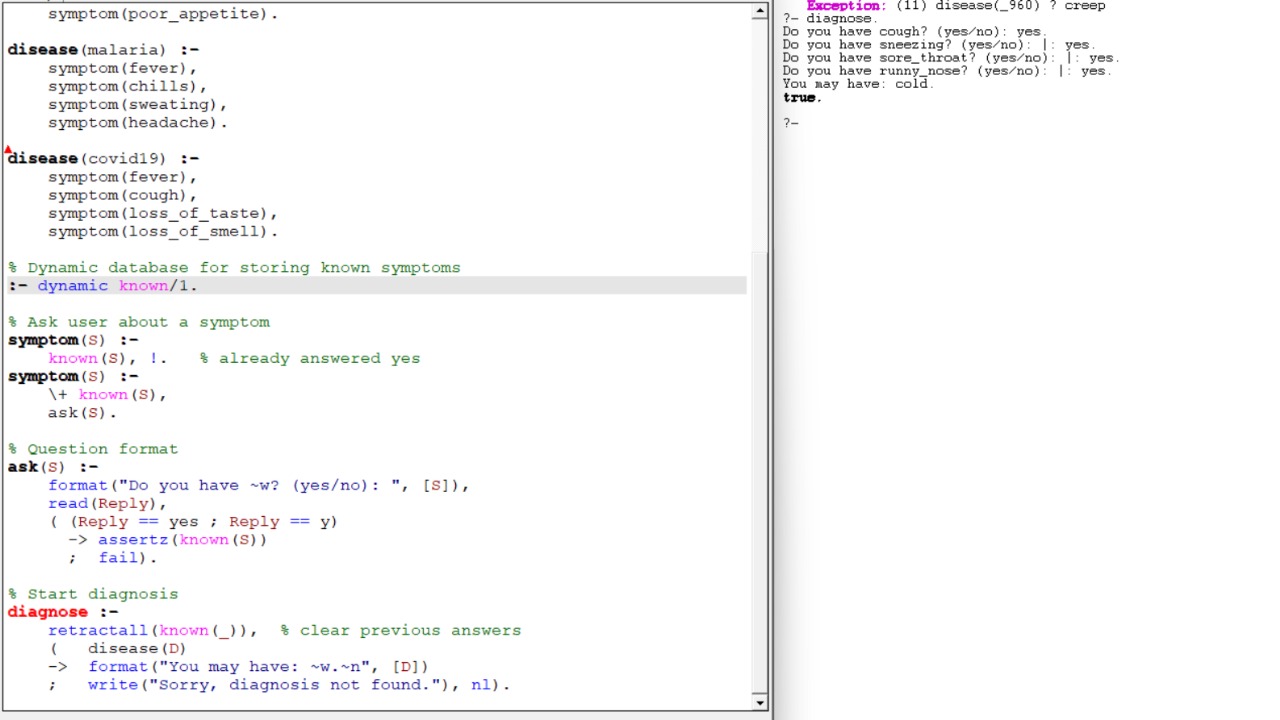 symptom(poor_appetite).
disease(malaria) :-
symptom(fever),
symptom(chills),
symptom(sweating),
symptom(headache).
disease(covid19) :-
symptom(fever),
symptom(cough),
symptom(loss_of_taste),
symptom(loss_of_smell).
% Dynamic database for storing known symptoms
:- dynamic known/1.
% Ask user about a symptom
symptom(S) :-
known(S), !.   % already answered yes
symptom(S) :-
\+ known(S),
ask(S).
% Question format
ask(S) :-
format("Do you have ~w? (yes/no): ", [S]),
read(Reply),
( (Reply == yes ; Reply == y)
-> assertz(known(S))
;  fail).
% Start diagnosis
diagnose :-
retractall(known(_)),  % clear previous answers
(   disease(D)
->  format("You may have: ~w.~n", [D])
;   write("Sorry, diagnosis not found."), nl).
Exception: (11) disease(_960) ? creep
?- diagnose.
Do you have cough? (yes/no): yes.
Do you have sneezing? (yes/no): |: yes.
Do you have sore_throat? (yes/no): |: yes.
Do you have runny_nose? (yes/no): |: yes.
You may have: cold.
true.
?-